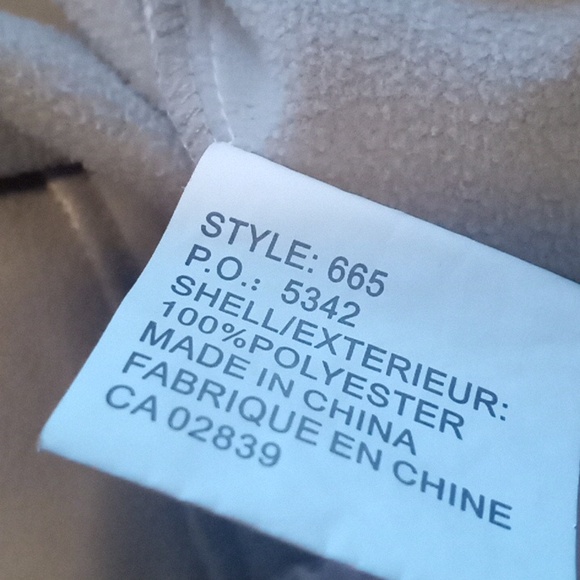 STYLE: 665
P.O.: 5342
SHELL/EXTERIEUR:
100%POLYESTER
MADE IN CHINA
FABRIQUE EN CHINE
CA 02839